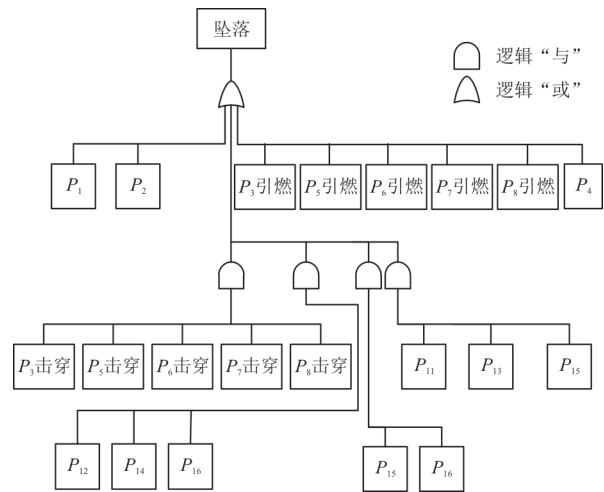 坠落
逻辑“与”
逻辑“或”
P₁ P₂ P₃引燃 P₅引燃 P₆引燃 P₇引燃 P₈引燃 P₄
P₃击穿 P₅击穿 P₆击穿 P₇击穿 P₈击穿 P₁₁ P₁₃ P₁₅
P₁₂ P₁₄ P₁₆ P₁₅ P₁₆